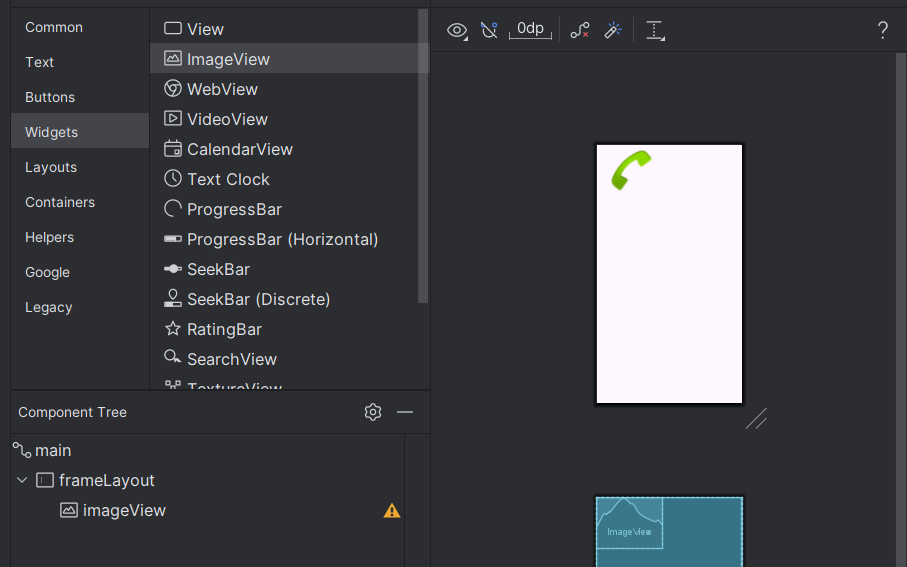 Common
Text
Buttons
Widgets
Layouts
Containers
Helpers
Google
Legacy
View
ImageView
WebView
VideoView
CalendarView
Text Clock
ProgressBar
ProgressBar (Horizontal)
SeekBar
SeekBar (Discrete)
RatingBar
SearchView
TextureView
0dp
?
Component Tree
main
frameLayout
imageView
ImageView